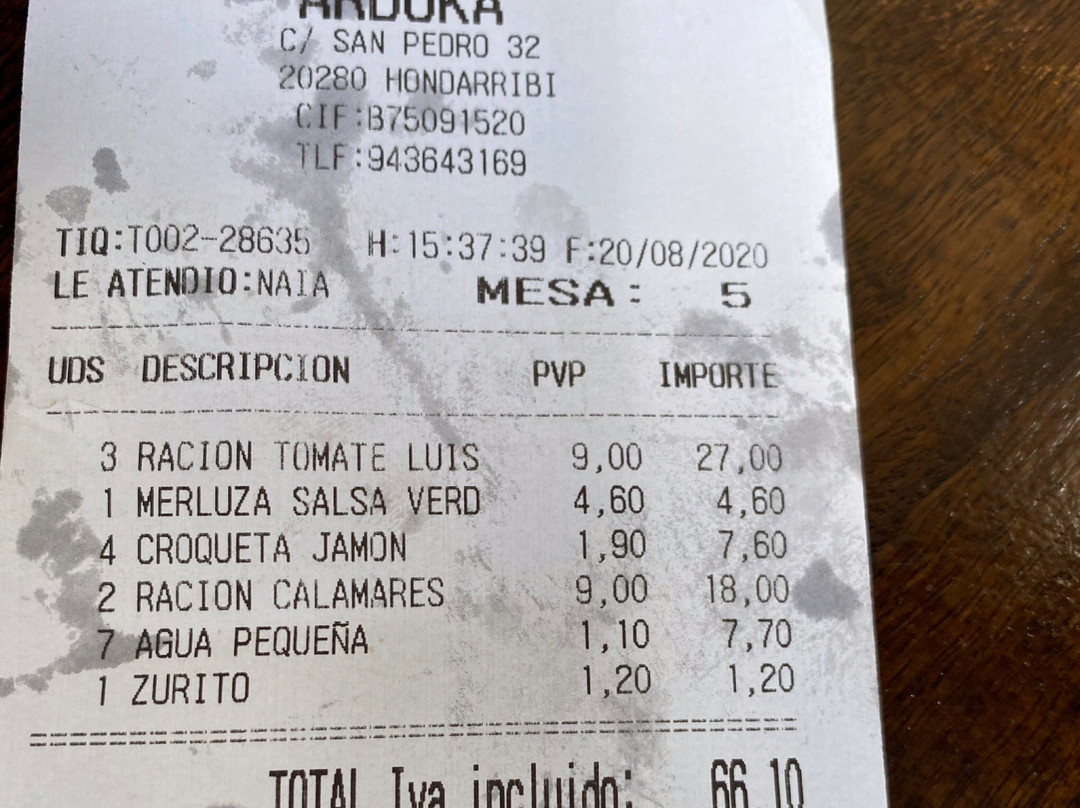 ARDOKA
C/ SAN PEDRO 32
20280 HONDARRIBI
CIF:B75091520
TLF:943643169
TIQ:T002-28635 H:15:37:39 F:20/08/2020
LE ATENDIO:NAIA MESA: 5
UDS DESCRIPCION PVP IMPORTE
3 RACION TOMATE LUIS 9,00 27,00
1 MERLUZA SALSA VERD 4,60 4,60
4 CROQUETA JAMON 1,90 7,60
2 RACION CALAMARES 9,00 18,00
7 AGUA PEQUEÑA 1,10 7,70
1 ZURITO 1,20 1,20
TOTAL Iva incluido: 66,10